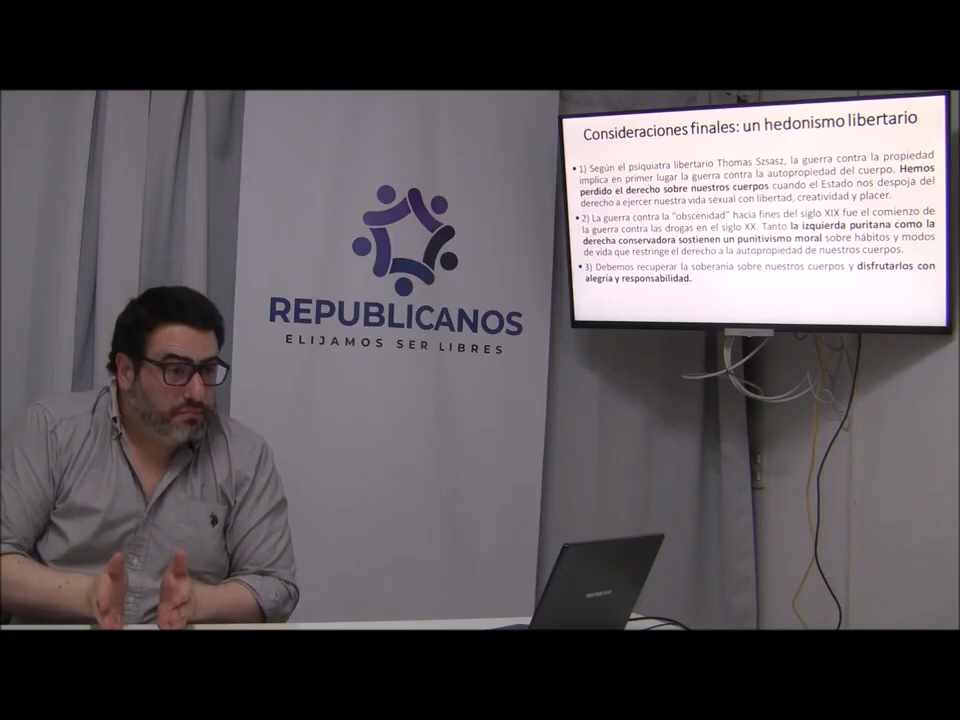 REPUBLICANOS
ELIJAMOS SER LIBRES
Consideraciones finales: un hedonismo libertario
▪ 1) Según el psiquiatra libertario Thomas Szsasz, la guerra contra la propiedad
implica en primer lugar la guerra contra la autopropiedad del cuerpo. Hemos
perdido el derecho sobre nuestros cuerpos cuando el Estado nos despoja del
derecho a ejercer nuestra vida sexual con libertad, creatividad y placer.
▪ 2) La guerra contra la "obscenidad" hacia fines del siglo XIX fue el comienzo de
la guerra contra las drogas en el siglo XX. Tanto la izquierda puritana como la
derecha conservadora sostienen un punitivismo moral sobre hábitos y modos
de vida que restringe el derecho a la autopropiedad de nuestros cuerpos.
▪ 3) Debemos recuperar la soberania sobre nuestros cuerpos y disfrutarlos con
alegria y responsabilidad.